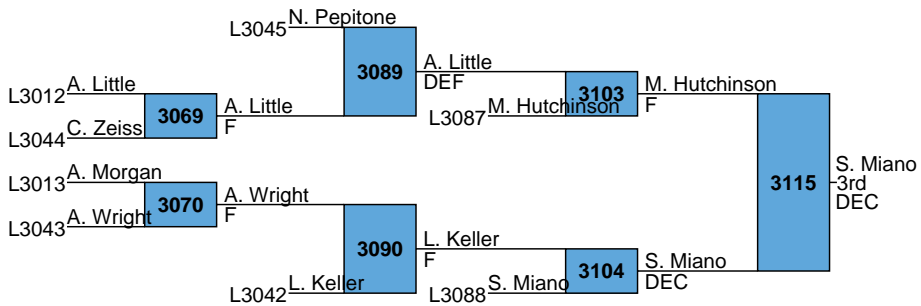 N. Pepitone
L3045
3089
A. Little
DEF
A. Little
L3012
3069
A. Little
F
C. Zeiss
L3044
3103
M. Hutchinson
F
M. Hutchinson
L3087
A. Morgan
L3013
3070
A. Wright
F
A. Wright
L3043
3115
S. Miano
3rd
DEC
3090
L. Keller
F
L. Keller
L3042
3104
S. Miano
DEC
S. Miano
L3088